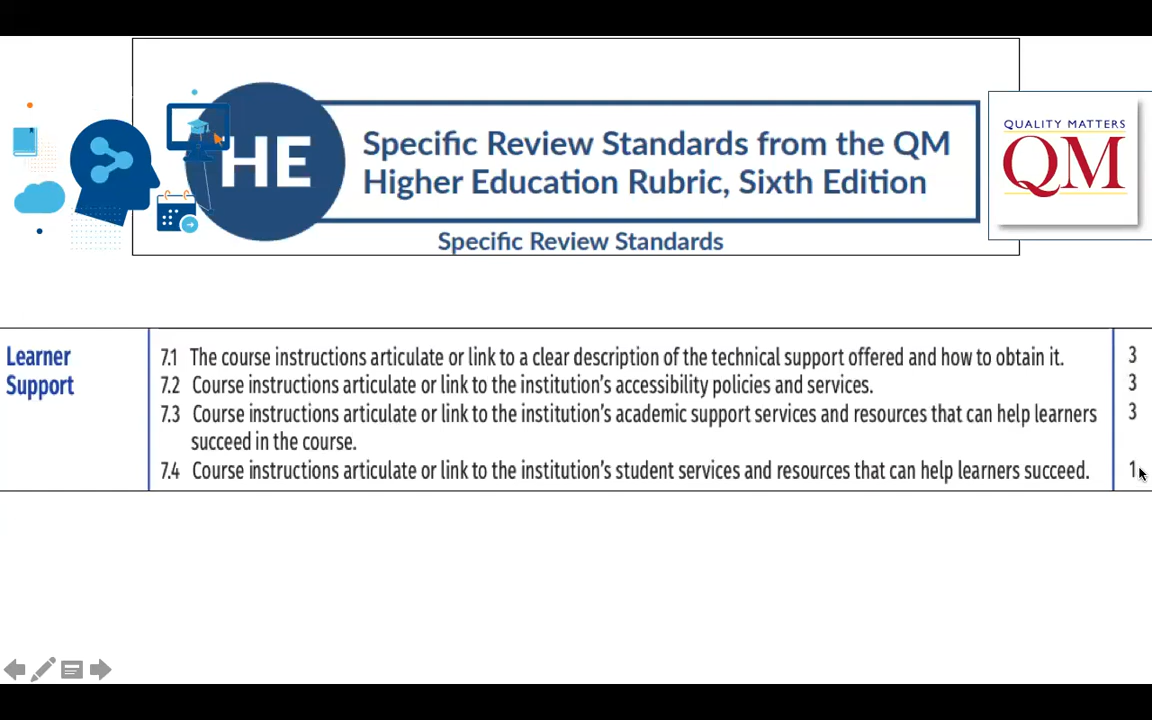 HE
Specific Review Standards from the QM
Higher Education Rubric, Sixth Edition
QUALITY MATTERS
QM
Specific Review Standards
Learner
Support
7.1 The course instructions articulate or link to a clear description of the technical support offered and how to obtain it. 3
7.2 Course instructions articulate or link to the institution's accessibility policies and services. 3
7.3 Course instructions articulate or link to the institution's academic support services and resources that can help learners 3
succeed in the course.
7.4 Course instructions articulate or link to the institution's student services and resources that can help learners succeed. 1